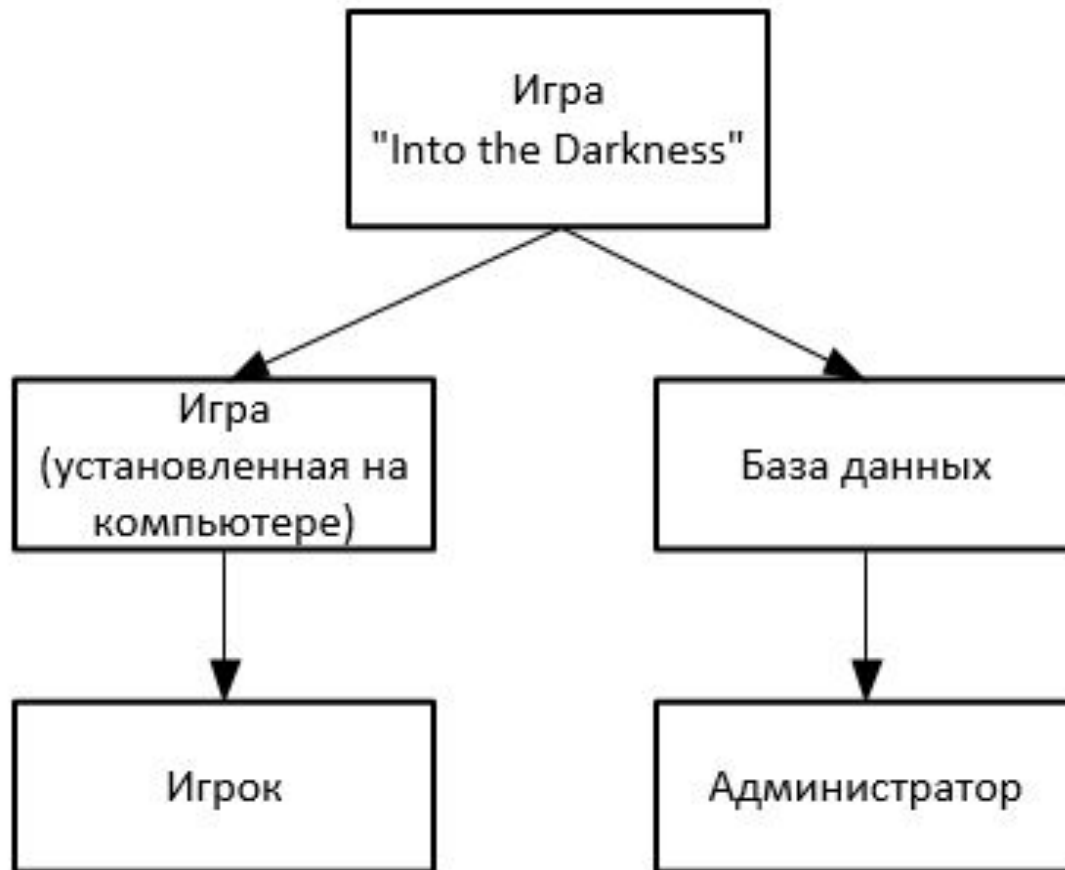 Игра
"Into the Darkness"
Игра
(установленная на
компьютере)
База данных
Игрок
Администратор